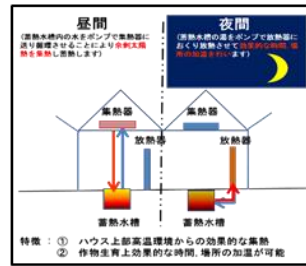 昼間
(蓄熱水槽内の水をポンプで集熱器に
送り循環させることにより余剰太陽
熱を集熱し蓄熱します)
夜間
(蓄熱水槽の温をポンプで放熱器に
おくり放熱させて効果的な時間、場
所の加温を行います)
集熱器
集熱器
放熱器
放熱器
蓄熱水槽
蓄熱水槽
特徴：① ハウス上部高温環境からの効果的な集熱
② 作物生育上効果的な時間、場所の加温が可能